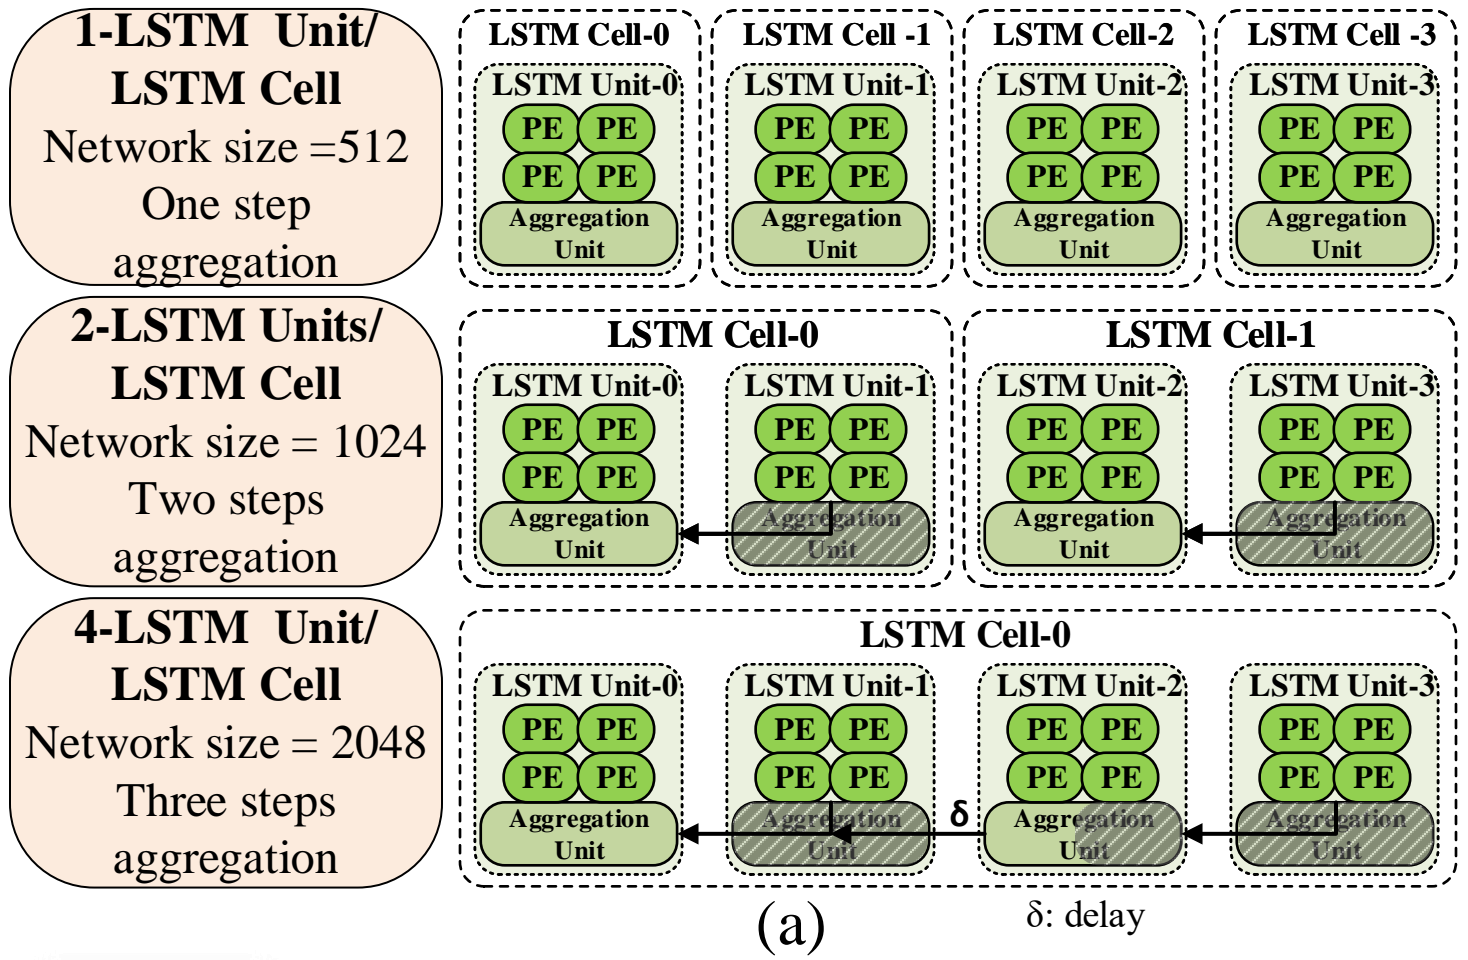 1-LSTM Unit/
LSTM Cell
Network size =512
One step
aggregation
LSTM Cell-0
LSTM Unit-0
PE PE
PE PE
Aggregation
Unit
LSTM Cell -1
LSTM Unit-1
PE PE
PE PE
Aggregation
Unit
LSTM Cell-2
LSTM Unit-2
PE PE
PE PE
Aggregation
Unit
LSTM Cell -3
LSTM Unit-3
PE PE
PE PE
Aggregation
Unit
2-LSTM Units/
LSTM Cell
Network size = 1024
Two steps
aggregation
LSTM Cell-0
LSTM Unit-0
PE PE
PE PE
Aggregation
Unit
LSTM Unit-1
PE PE
PE PE
Aggregation
Unit
LSTM Cell-1
LSTM Unit-2
PE PE
PE PE
Aggregation
Unit
LSTM Unit-3
PE PE
PE PE
Aggregation
Unit
4-LSTM Unit/
LSTM Cell
Network size = 2048
Three steps
aggregation
LSTM Cell-0
LSTM Unit-0
PE PE
PE PE
Aggregation
Unit
LSTM Unit-1
PE PE
PE PE
Aggregation
Unit
δ
LSTM Unit-2
PE PE
PE PE
Aggregation
Unit
LSTM Unit-3
PE PE
PE PE
Aggregation
Unit
(a)
δ: delay